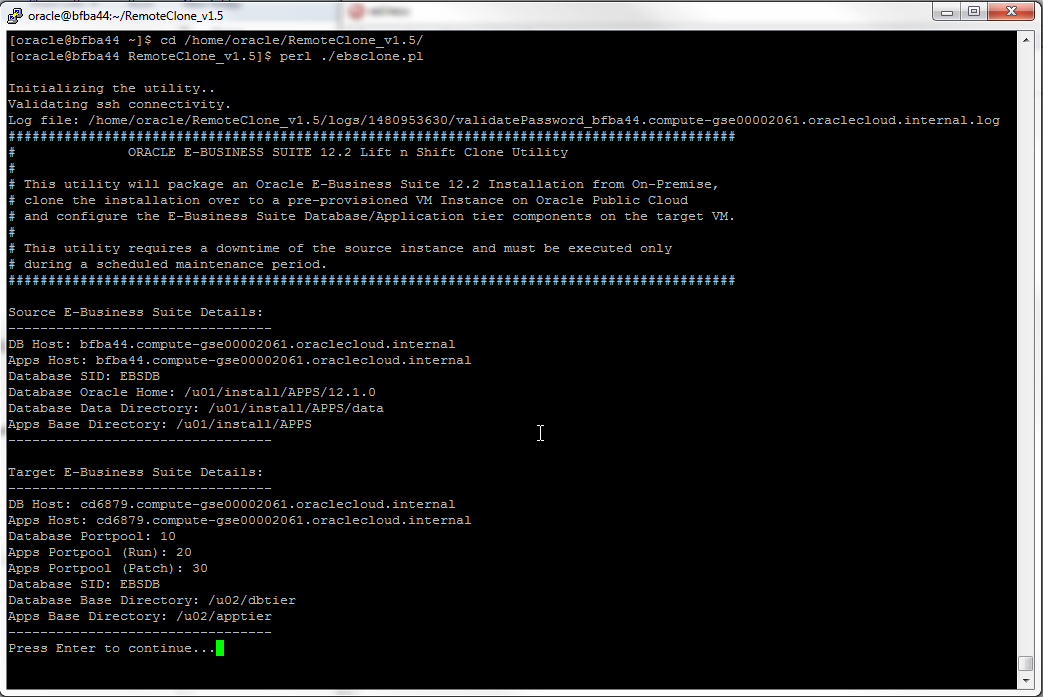 oracle@bfba44:~/RemoteClone_v1.5
[oracle@bfba44 ~]$ cd /home/oracle/RemoteClone_v1.5/
[oracle@bfba44 RemoteClone_v1.5]$ perl ./ebsclone.pl
Initializing the utility..
Validating ssh connectivity.
Log file: /home/oracle/RemoteClone_v1.5/logs/1480953630/validatePassword_bfba44.compute-gse00002061.oraclecloud.internal.log
###########################################################################################
# ORACLE E-BUSINESS SUITE 12.2 Lift n Shift Clone Utility
#
# This utility will package an Oracle E-Business Suite 12.2 Installation from On-Premise,
# clone the installation over to a pre-provisioned VM Instance on Oracle Public Cloud
# and configure the E-Business Suite Database/Application tier components on the target VM.
#
# This utility requires a downtime of the source instance and must be executed only
# during a scheduled maintenance period.
###########################################################################################
Source E-Business Suite Details:
---------------------------------
DB Host: bfba44.compute-gse00002061.oraclecloud.internal
Apps Host: bfba44.compute-gse00002061.oraclecloud.internal
Database SID: EBSDB
Database Oracle Home: /u01/install/APPS/12.1.0
Database Data Directory: /u01/install/APPS/data
Apps Base Directory: /u01/install/APPS
---------------------------------
Target E-Business Suite Details:
---------------------------------
DB Host: cd6879.compute-gse00002061.oraclecloud.internal
Apps Host: cd6879.compute-gse00002061.oraclecloud.internal
Database Portpool: 10
Apps Portpool (Run): 20
Apps Portpool (Patch): 30
Database SID: EBSDB
Database Base Directory: /u02/dbtier
Apps Base Directory: /u02/apptier
---------------------------------
Press Enter to continue...